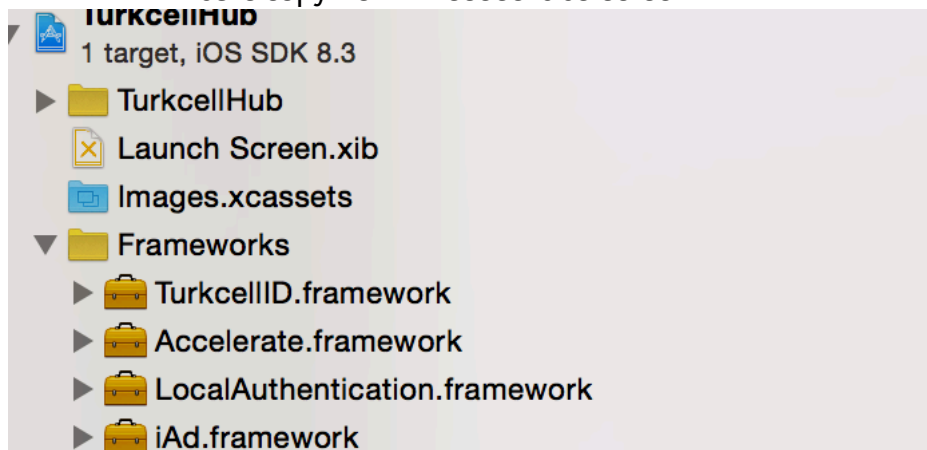 TurkcellHub
1 target, iOS SDK 8.3
TurkcellHub
Launch Screen.xib
Images.xcassets
Frameworks
TurkcellID.framework
Accelerate.framework
LocalAuthentication.framework
iAd.framework